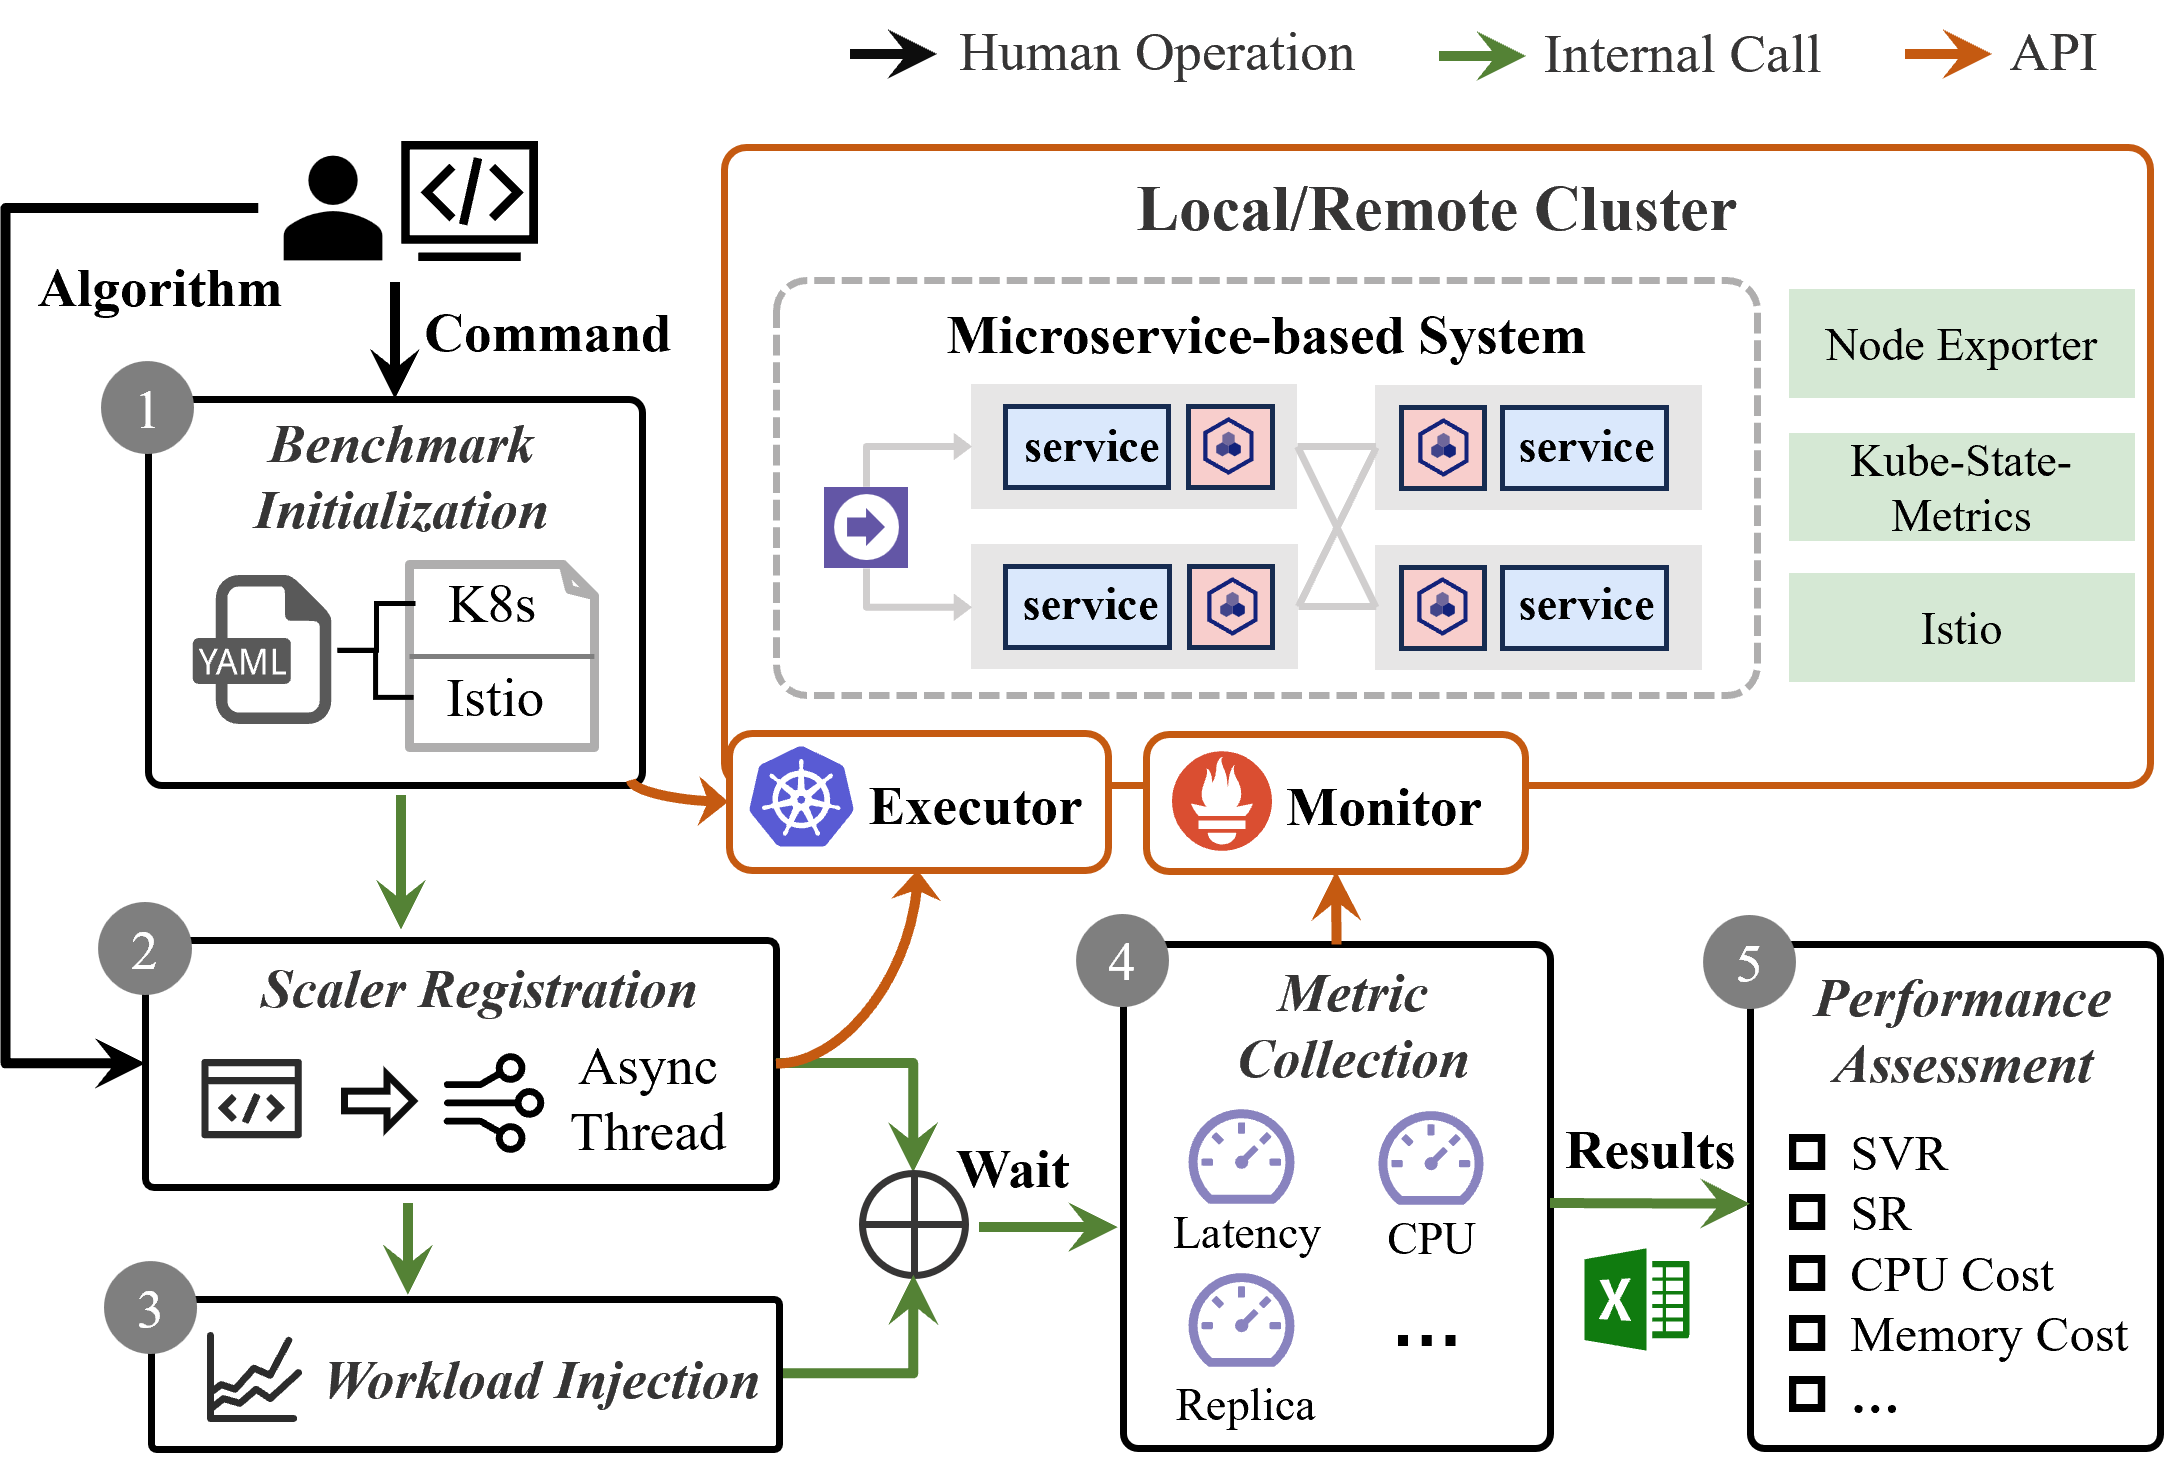 Human Operation
Internal Call
API
Algorithm
Command
Local/Remote Cluster
Microservice-based System
service
service
service
service
Node Exporter
Kube-State-
Metrics
Istio
1
Benchmark
Initialization
YAML
K8s
Istio
Executor
Monitor
2
Scaler Registration
Async
Thread
3
Workload Injection
Wait
4
Metric
Collection
Latency
CPU
Replica
...
Results
X
5
Performance
Assessment
SVR
SR
CPU Cost
Memory Cost
...